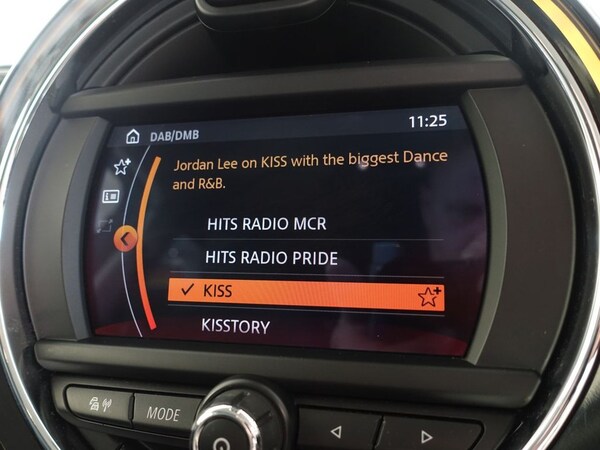 11:25
DAB/DMB
Jordan Lee on KISS with the biggest Dance
and R&B.
HITS RADIO MCR
HITS RADIO PRIDE
KISS
KISSTORY
MODE